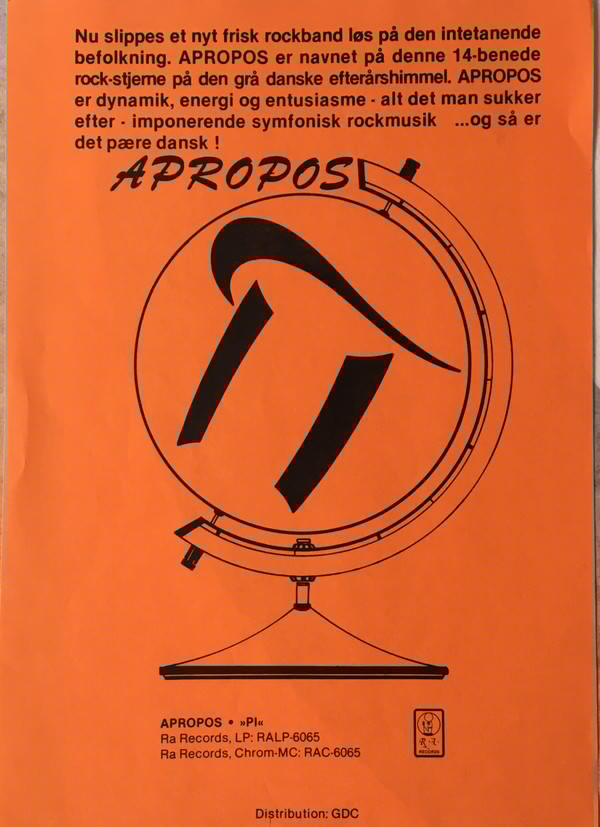 Nu slippes et nyt frisk rockband løs på den intetanende
befolkning. APROPOS er navnet på denne 14-benede
rock-stjerne på den grå danske efterårshimmel. APROPOS
er dynamik, energi og entusiasme - alt det man sukker
efter - imponerende symfonisk rockmusik ...og så er
det pære dansk !
APROPOS
π
APROPOS • »PI«
Ra Records, LP: RALP-6065
Ra Records, Chrom-MC: RAC-6065
RECORDS
Distribution: GDC